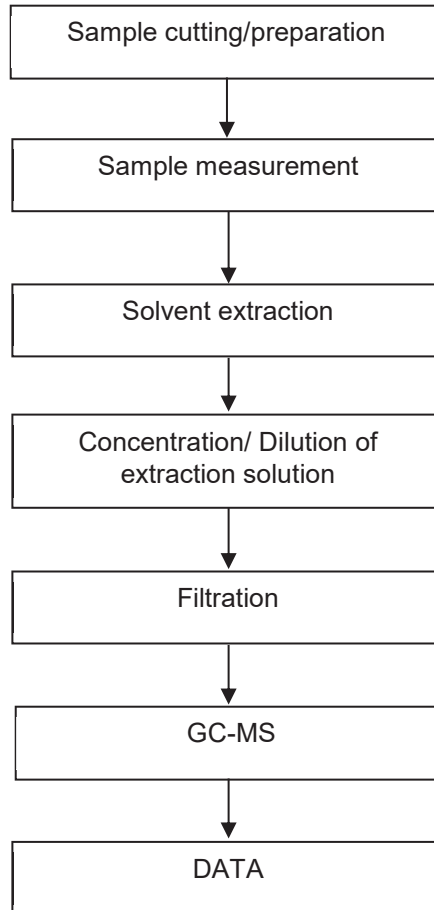 Sample cutting/preparation
Sample measurement
Solvent extraction
Concentration/ Dilution of
extraction solution
Filtration
GC-MS
DATA